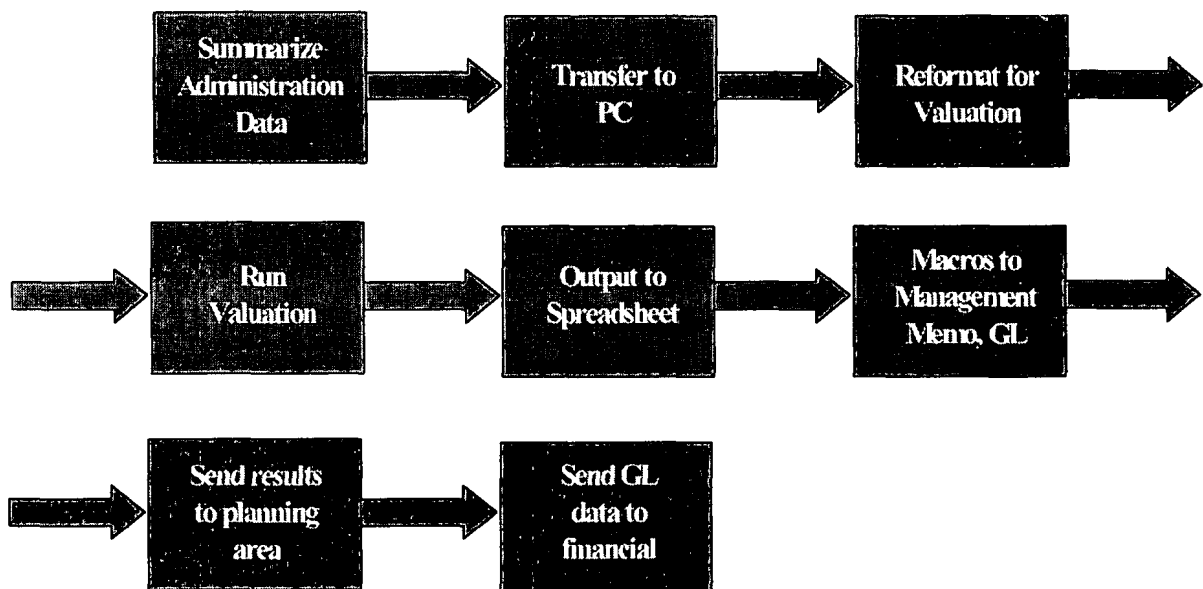 Summarize
Administration
Data
Transfer to
PC
Reformat for
Valuation
Run
Valuation
Output to
Spreadsheet
Macros to
Management
Memo, GL
Send results
to planning
area
Send GL
data to
financial